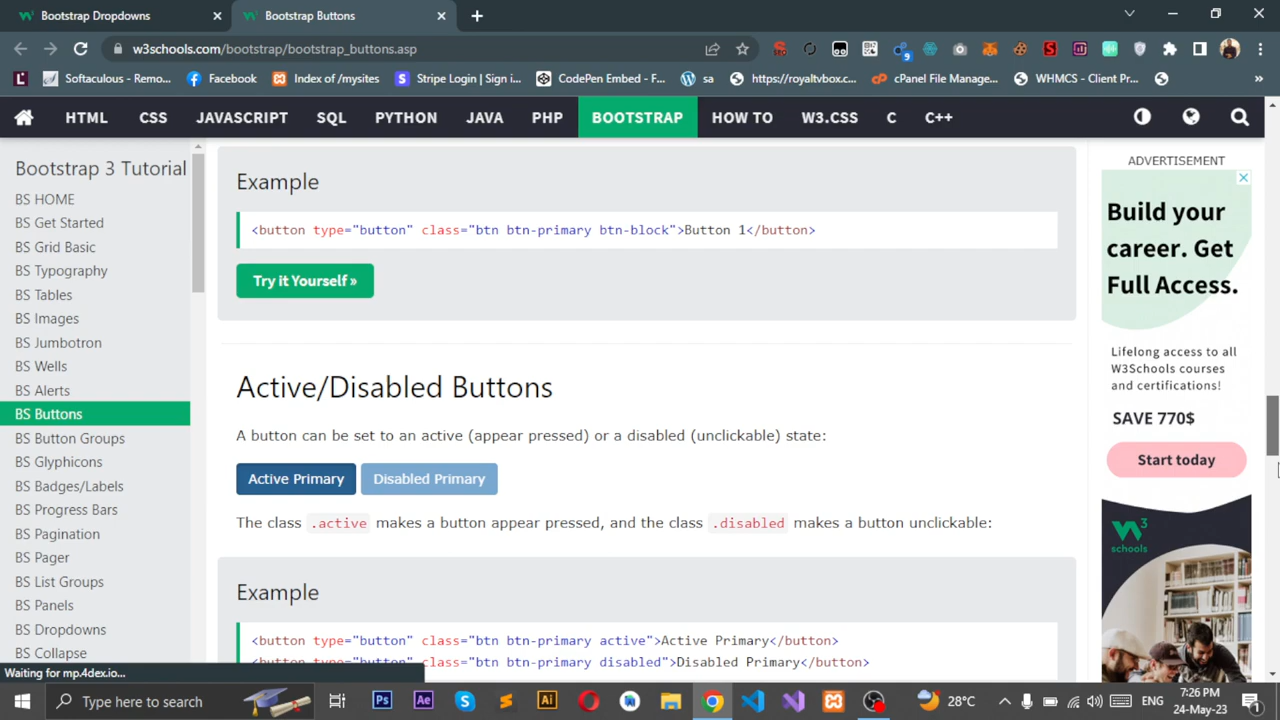 Bootstrap Dropdowns
Bootstrap Buttons
w3schools.com/bootstrap/bootstrap_buttons.asp
9
Softaculous - Remo...
Facebook
Index of /mysites
Stripe Login | Sign i...
CodePen Embed - F...
sa
https://royaltvbox.c...
cPanel File Manage...
WHMCS - Client Pr...
HTML CSS JAVASCRIPT SQL PYTHON JAVA PHP BOOTSTRAP HOW TO W3.CSS C C++
Bootstrap 3 Tutorial
BS HOME
BS Get Started
BS Grid Basic
BS Typography
BS Tables
BS Images
BS Jumbotron
BS Wells
BS Alerts
BS Buttons
BS Button Groups
BS Glyphicons
BS Badges/Labels
BS Progress Bars
BS Pagination
BS Pager
BS List Groups
BS Panels
BS Dropdowns
BS Collapse
Example
<button type="button" class="btn btn-primary btn-block">Button 1</button>
Try it Yourself »
Active/Disabled Buttons
A button can be set to an active (appear pressed) or a disabled (unclickable) state:
Active Primary
Disabled Primary
The class .active makes a button appear pressed, and the class .disabled makes a button unclickable:
Example
<button type="button" class="btn btn-primary active">Active Primary</button>
<button type="button" class="btn btn-primary disabled">Disabled Primary</button>
ADVERTISEMENT
Build your
career. Get
Full Access.
Lifelong access to all
W3Schools courses
and certifications!
SAVE 770$
Start today
W3
schools
Waiting for mp.4dex.io...
Type here to search
Ps
Ae
Ai
28°C
ENG
7:26 PM
24-May-23